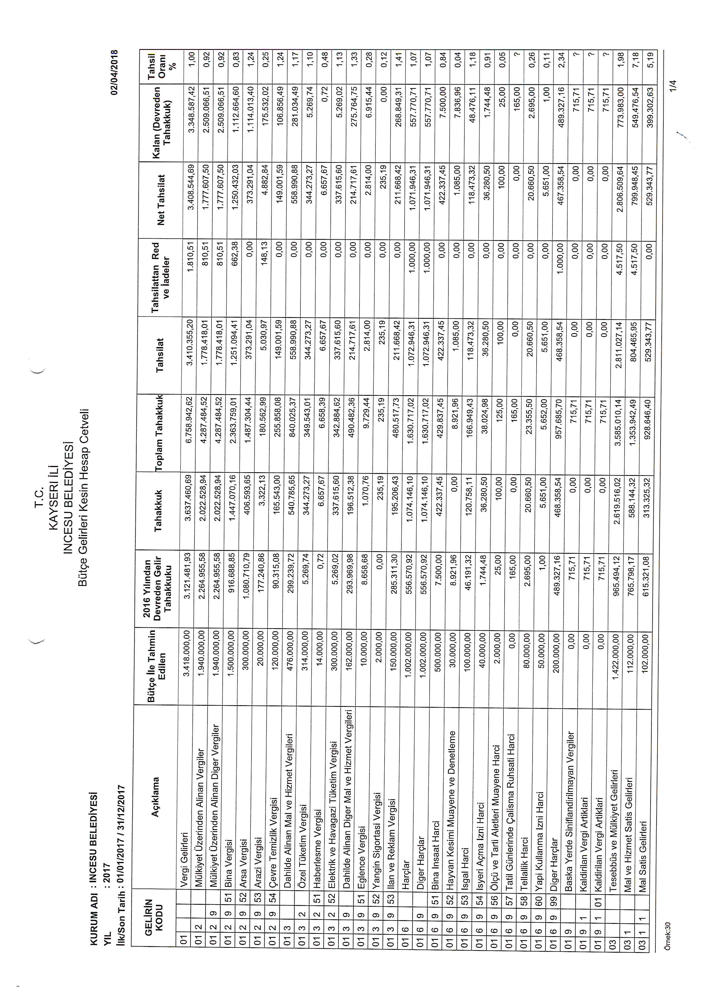 T.C.
KAYSERI İLİ
INCESU BELEDİYESİ
Bütçe Gelirleri Kesin Hesap Cetveli
KURUM ADI : INCESU BELEDİYESİ
YIL : 2017
İlk/Son Tarih : 01/01/2017 / 31/12/2017 02/04/2018
GELİRİN KODU Açıklama Bütçe İle Tahmin Edilen 2016 Yılından Devreden Gelir Tahakkuku Tahakkuk Toplam Tahakkuk Tahsilat Tahsilattan Red ve İadeler Net Tahsilat Kalan (Devreden Tahakkuk) Tahsil Oranı %
01 Vergi Gelirleri 3.418.000,00 3.121.481,93 3.637.460,69 6.758.942,62 3.410.355,20 1.810,51 3.408.544,69 3.348.587,42 1,00
01 2 Mülkiyet Üzerinden Alinan Vergiler 1.940.000,00 2.264.955,58 2.022.528,94 4.287.484,52 1.778.418,01 810,51 1.777.607,50 2.509.066,51 0,92
01 2 9 Mülkiyet Üzerinden Alinan Diger Vergiler 1.940.000,00 2.264.955,58 2.022.528,94 4.287.484,52 1.778.418,01 810,51 1.777.607,50 2.509.066,51 0,92
01 2 9 51 Bina Vergisi 1.500.000,00 916.688,85 1.447.070,16 2.363.759,01 1.251.094,41 662,38 1.250.432,03 1.112.664,60 0,83
01 2 9 52 Arsa Vergisi 300.000,00 1.080.710,79 406.593,65 1.487.304,44 373.291,04 0,00 373.291,04 1.114.013,40 1,24
01 2 9 53 Arazi Vergisi 20.000,00 177.240,86 3.322,13 180.562,99 5.030,97 148,13 4.882,84 175.532,02 0,25
01 2 9 54 Çevre Temizlik Vergisi 120.000,00 90.315,08 165.543,00 255.858,08 149.001,59 0,00 149.001,59 106.856,49 1,24
01 3 Dahilde Alinan Mal ve Hizmet Vergileri 476.000,00 299.239,72 540.785,65 840.025,37 558.990,88 0,00 558.990,88 281.034,49 1,17
01 3 2 Özel Tüketim Vergisi 314.000,00 5.269,74 344.273,27 349.543,01 344.273,27 0,00 344.273,27 5.269,74 1,10
01 3 2 51 Haberlesme Vergisi 14.000,00 0,72 6.657,67 6.658,39 6.657,67 0,00 6.657,67 0,72 0,48
01 3 2 52 Elektrik ve Havagazi Tüketim Vergisi 300.000,00 5.269,02 337.615,60 342.884,62 337.615,60 0,00 337.615,60 5.269,02 1,13
01 3 9 Dahilde Alinan Diger Mal ve Hizmet Vergileri 162.000,00 293.969,98 196.512,38 490.482,36 214.717,61 0,00 214.717,61 275.764,75 1,33
01 3 9 51 Eglence Vergisi 10.000,00 8.658,68 1.070,76 9.729,44 2.814,00 0,00 2.814,00 6.915,44 0,28
01 3 9 52 Yangin Sigortasi Vergisi 2.000,00 0,00 235,19 235,19 235,19 0,00 235,19 0,00 0,12
01 3 9 53 Ilan ve Reklam Vergisi 150.000,00 285.311,30 195.206,43 480.517,73 211.668,42 0,00 211.668,42 268.849,31 1,41
01 6 Harçlar 1.002.000,00 556.570,92 1.074.146,10 1.630.717,02 1.072.946,31 1.000,00 1.071.946,31 557.770,71 1,07
01 6 9 Diger Harçlar 1.002.000,00 556.570,92 1.074.146,10 1.630.717,02 1.072.946,31 1.000,00 1.071.946,31 557.770,71 1,07
01 6 9 51 Bina Insaat Harci 500.000,00 7.500,00 422.337,45 429.837,45 422.337,45 0,00 422.337,45 7.500,00 0,84
01 6 9 52 Hayvan Kesimi Muayene ve Denetleme 30.000,00 8.921,96 0,00 8.921,96 1.085,00 0,00 1.085,00 7.836,96 0,04
01 6 9 53 Isgal Harci 100.000,00 46.191,32 120.758,11 166.949,43 118.473,32 0,00 118.473,32 48.476,11 1,18
01 6 9 54 Isyeri Açma Izni Harci 40.000,00 1.744,48 36.280,50 38.024,98 36.280,50 0,00 36.280,50 1.744,48 0,91
01 6 9 56 Ölçü ve Tarti Aletleri Muayene Harci 2.000,00 25,00 100,00 125,00 100,00 0,00 100,00 25,00 0,05
01 6 9 57 Tatil Günlerinde Çalisma Ruhsati Harci 0,00 165,00 0,00 165,00 0,00 0,00 0,00 165,00 ?
01 6 9 58 Tellallik Harci 80.000,00 2.695,00 20.660,50 23.355,50 20.660,50 0,00 20.660,50 2.695,00 0,26
01 6 9 60 Yapi Kullanma Izni Harci 50.000,00 1,00 5.651,00 5.652,00 5.651,00 0,00 5.651,00 1,00 0,11
01 6 9 99 Diger Harçlar 200.000,00 489.327,16 468.358,54 957.685,70 468.358,54 1.000,00 467.358,54 489.327,16 2,34
01 9 Baska Yerde Siniflandirilmayan Vergiler 0,00 715,71 0,00 715,71 0,00 0,00 0,00 715,71 ?
01 9 1 Kaldirilan Vergi Artiklari 0,00 715,71 0,00 715,71 0,00 0,00 0,00 715,71 ?
01 9 1 01 Kaldirilan Vergi Artiklari 0,00 715,71 0,00 715,71 0,00 0,00 0,00 715,71 ?
03 Tesebbüs ve Mülkiyet Gelirleri 1.422.000,00 965.494,12 2.619.516,02 3.585.010,14 2.811.027,14 4.517,50 2.806.509,64 773.983,00 1,98
03 1 Mal ve Hizmet Satis Gelirleri 112.000,00 765.798,17 588.144,32 1.353.942,49 804.465,95 4.517,50 799.948,45 549.476,54 7,18
03 1 1 Mal Satis Gelirleri 102.000,00 615.321,08 313.325,32 928.646,40 529.343,77 0,00 529.343,77 399.302,63 5,19
Örnek:30 1/4